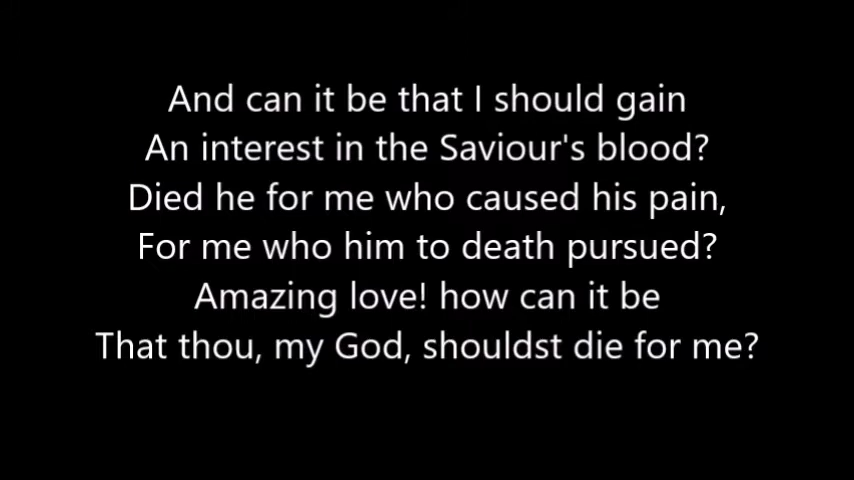 And can it be that I should gain
An interest in the Saviour's blood?
Died he for me who caused his pain,
For me who him to death pursued?
Amazing love! how can it be
That thou, my God, shouldst die for me?